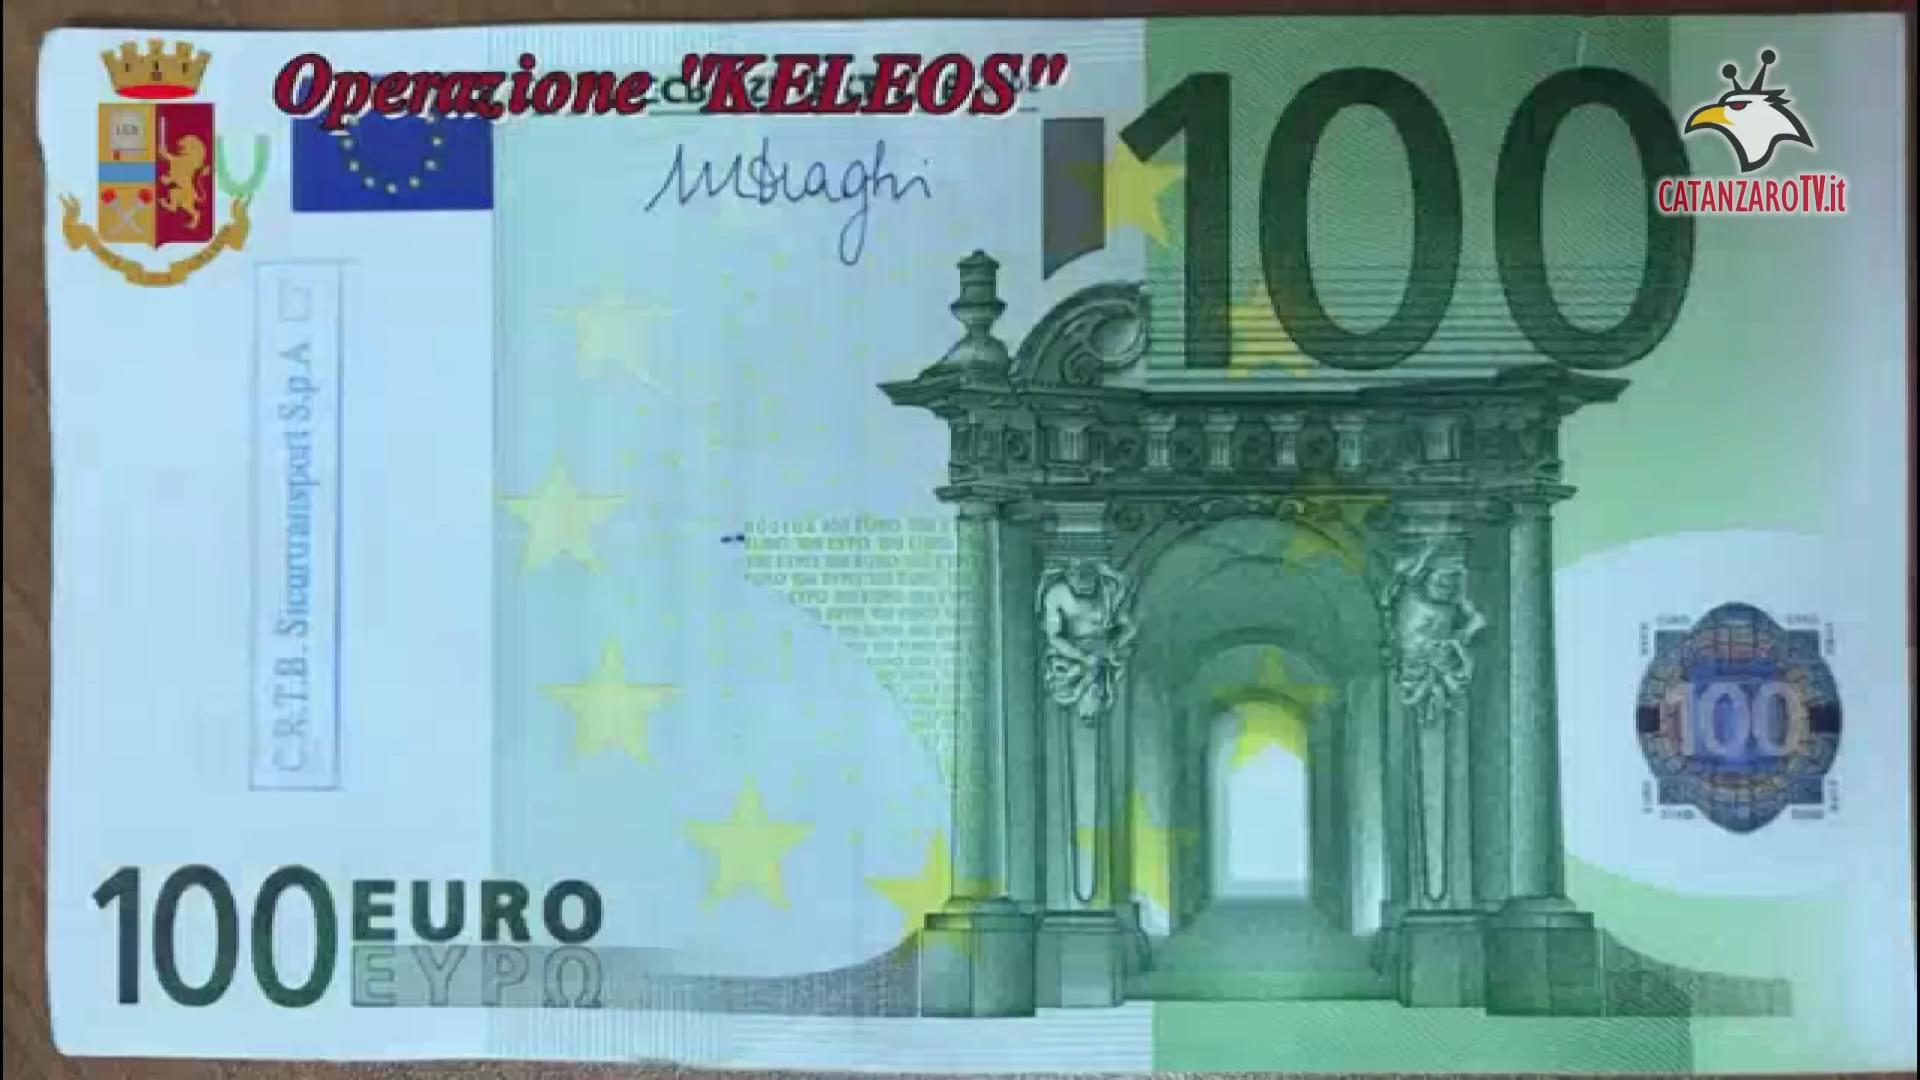 Operazione "KELEOS"
MDraghi
100
CATANZAROTV.it
C.R.T.B. Sicurtransport S.p.A
100 EURO
ΕΥΡΩ
100